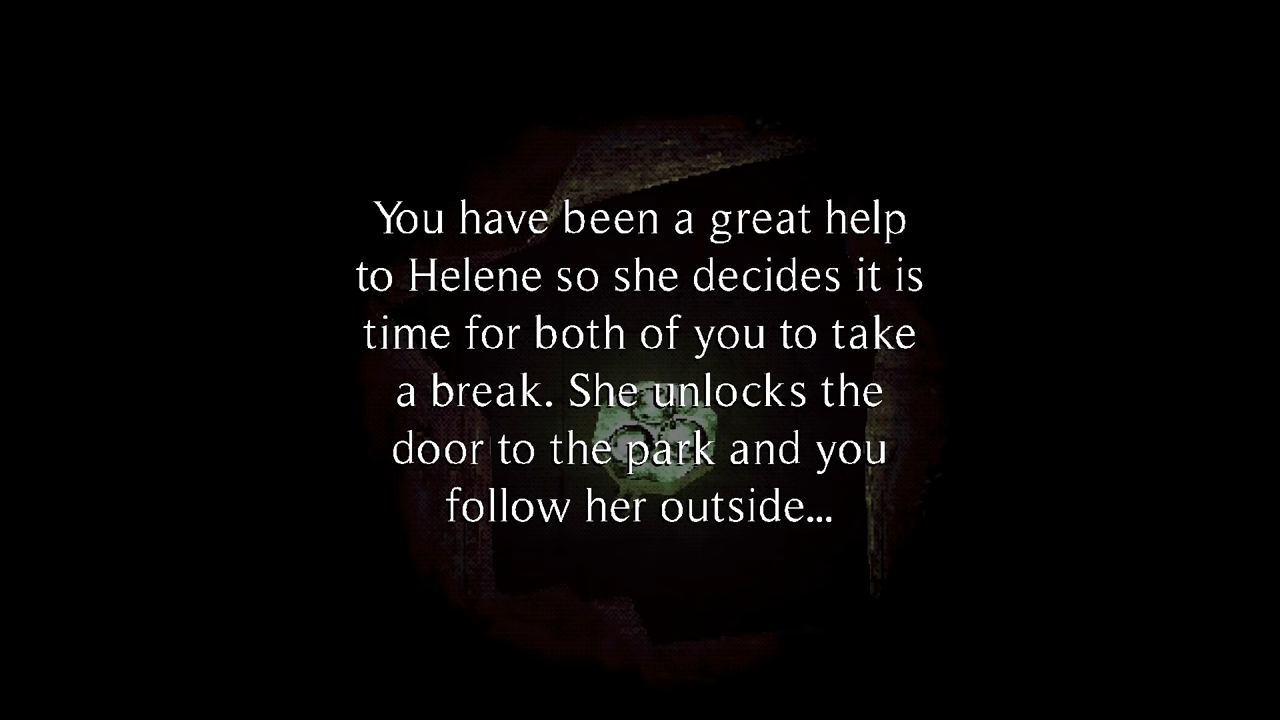 You have been a great help
to Helene so she decides it is
time for both of you to take
a break. She unlocks the
door to the park and you
follow her outside...